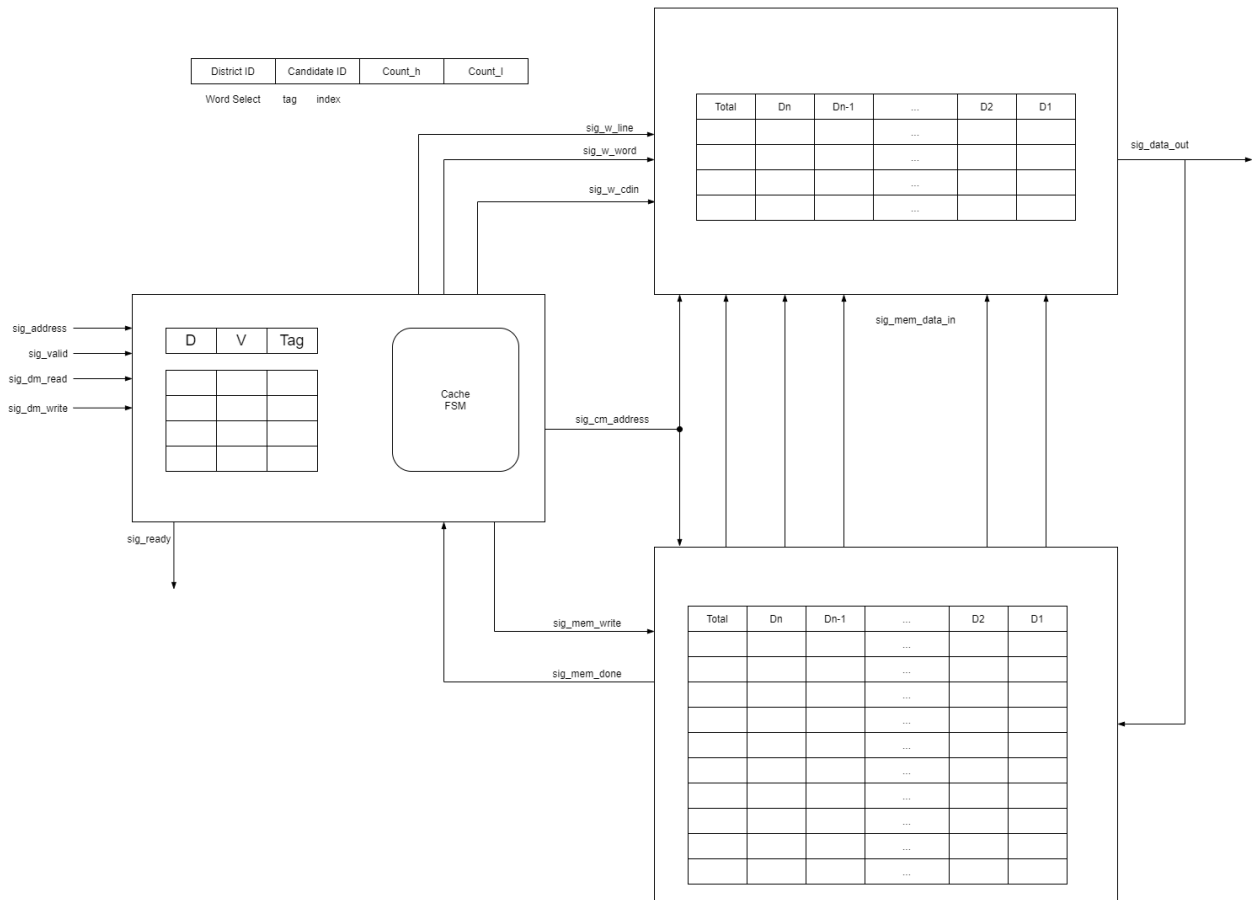 District ID Candidate ID Count_h Count_l
Word Select tag index
Total Dn Dn-1 ... D2 D1
...
...
...
...
sig_w_line
sig_w_word
sig_w_cdin
sig_data_out
sig_address
sig_valid
sig_dm_read
sig_dm_write
D V Tag
Cache
FSM
sig_cm_address
sig_mem_data_in
sig_ready
sig_mem_write
sig_mem_done
Total Dn Dn-1 ... D2 D1
...
...
...
...
...
...
...
...
...
...